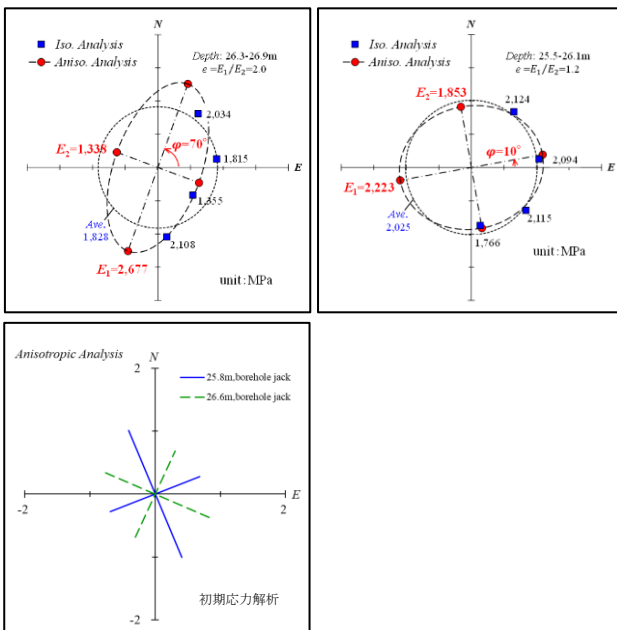 N
Iso. Analysis
Aniso. Analysis
Depth: 26.3-26.9m
e =E₁/E₂=2.0
2,034
φ=70°
E₂=1,338
1,815
E
1,355
Ave.
1,828
2,108
E₁=2,677
unit:MPa
N
Iso. Analysis
Aniso. Analysis
Depth: 25.5-26.1m
e =E₁/E₂=1.2
E₂=1,853
2,124
φ=10°
2,094
E
E₁=2,223
Ave.
2,025
2,115
1,766
unit:MPa
Anisotropic Analysis
N
2
25.8m,borehole jack
26.6m,borehole jack
-2
2
E
初期応力解析
-2